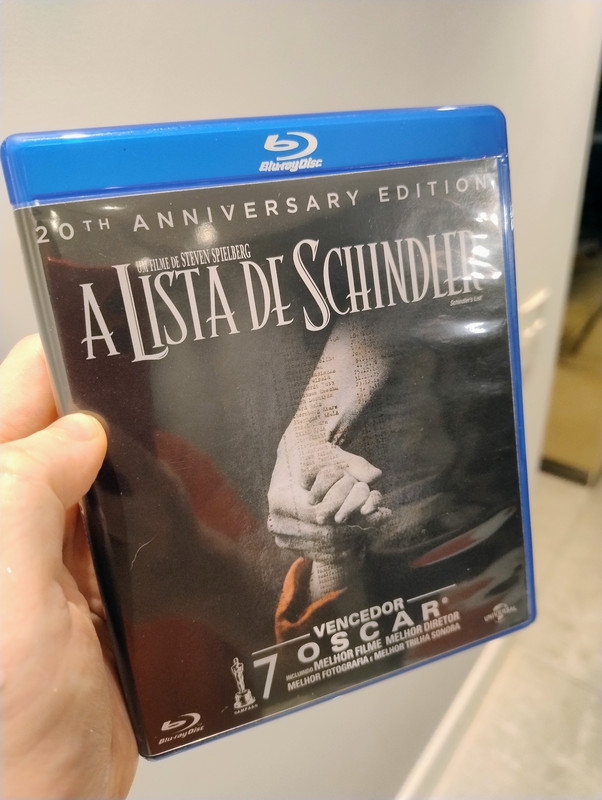 Blu-ray Disc
20TH ANNIVERSARY EDITION
UM FILME DE STEVEN SPIELBERG
A LISTA DE SCHINDLER
Schindler's List
VENCEDOR
7 OSCAR®
INCLUINDO MELHOR FILME MELHOR DIRETOR
MELHOR FOTOGRAFIA E MELHOR TRILHA SONORA
Blu-ray Disc
UNIVERSAL